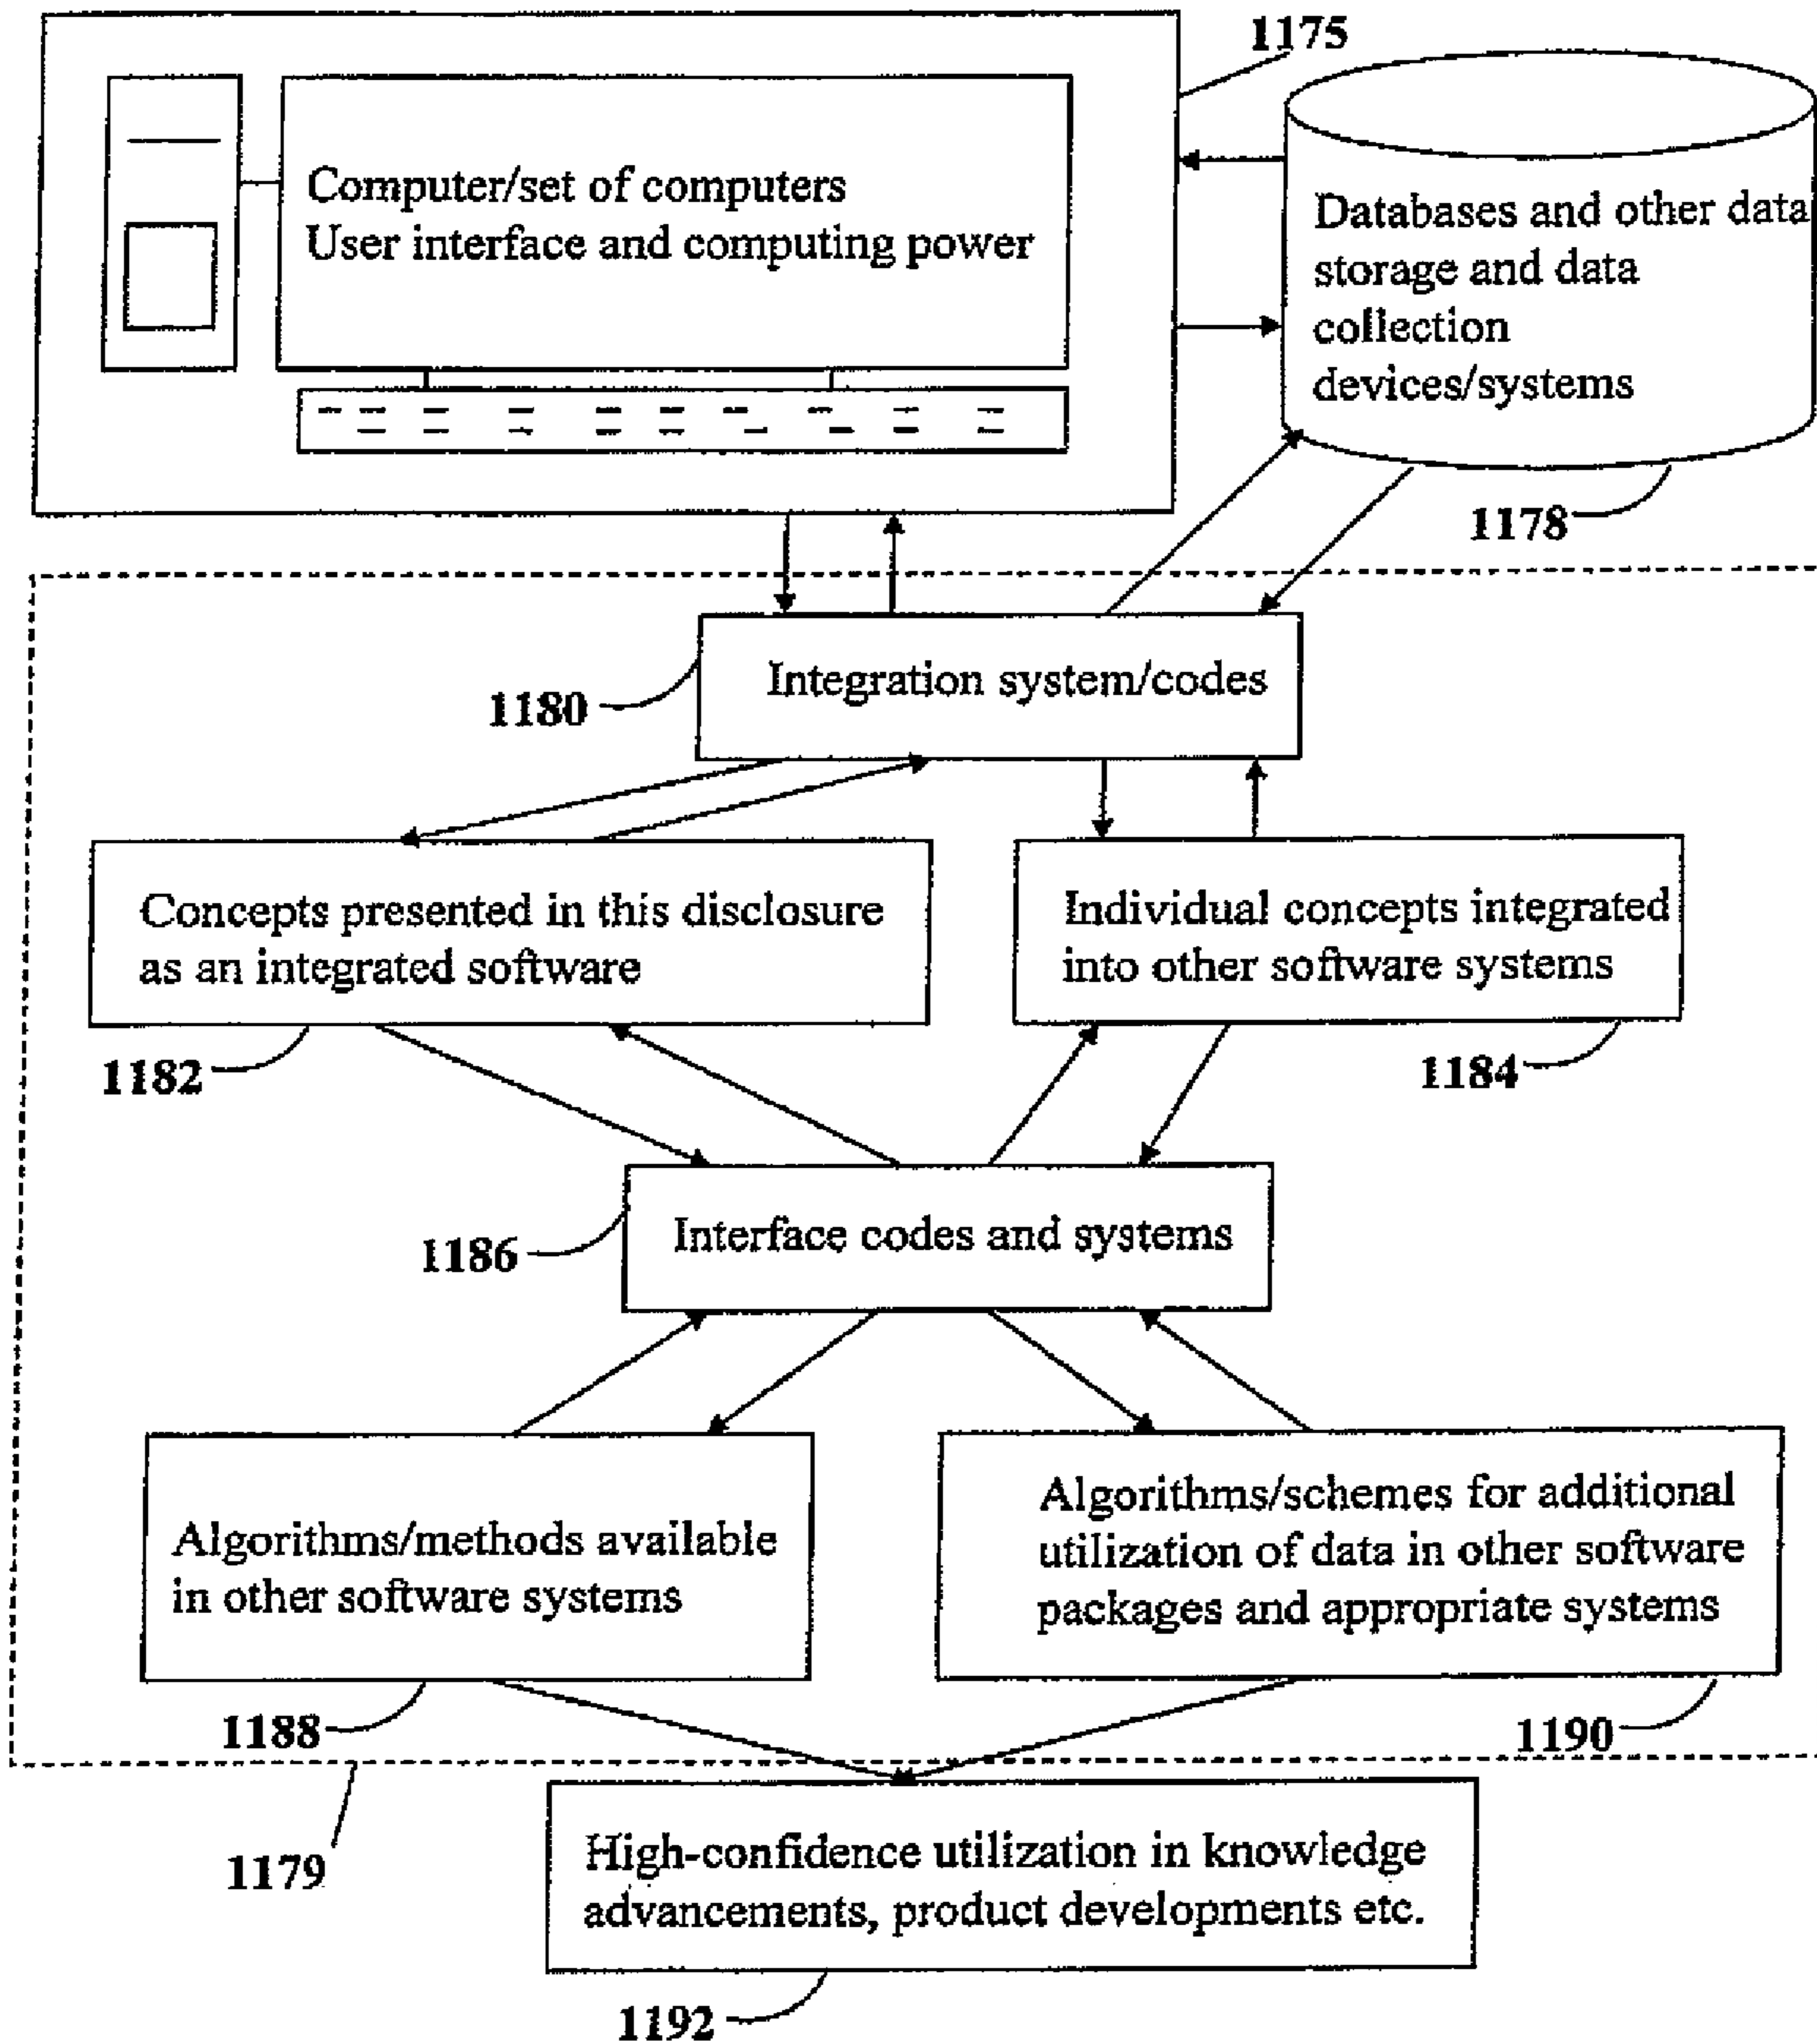 1175
Computer/set of computers
User interface and computing power
Databases and other data
storage and data
collection
devices/systems
1178
Integration system/codes
1180
Concepts presented in this disclosure
as an integrated software
Individual concepts integrated
into other software systems
1182
1184
Interface codes and systems
1186
Algorithms/methods available
in other software systems
Algorithms/schemes for additional
utilization of data in other software
packages and appropriate systems
1188
1190
1179
High-confidence utilization in knowledge
advancements, product developments etc.
1192